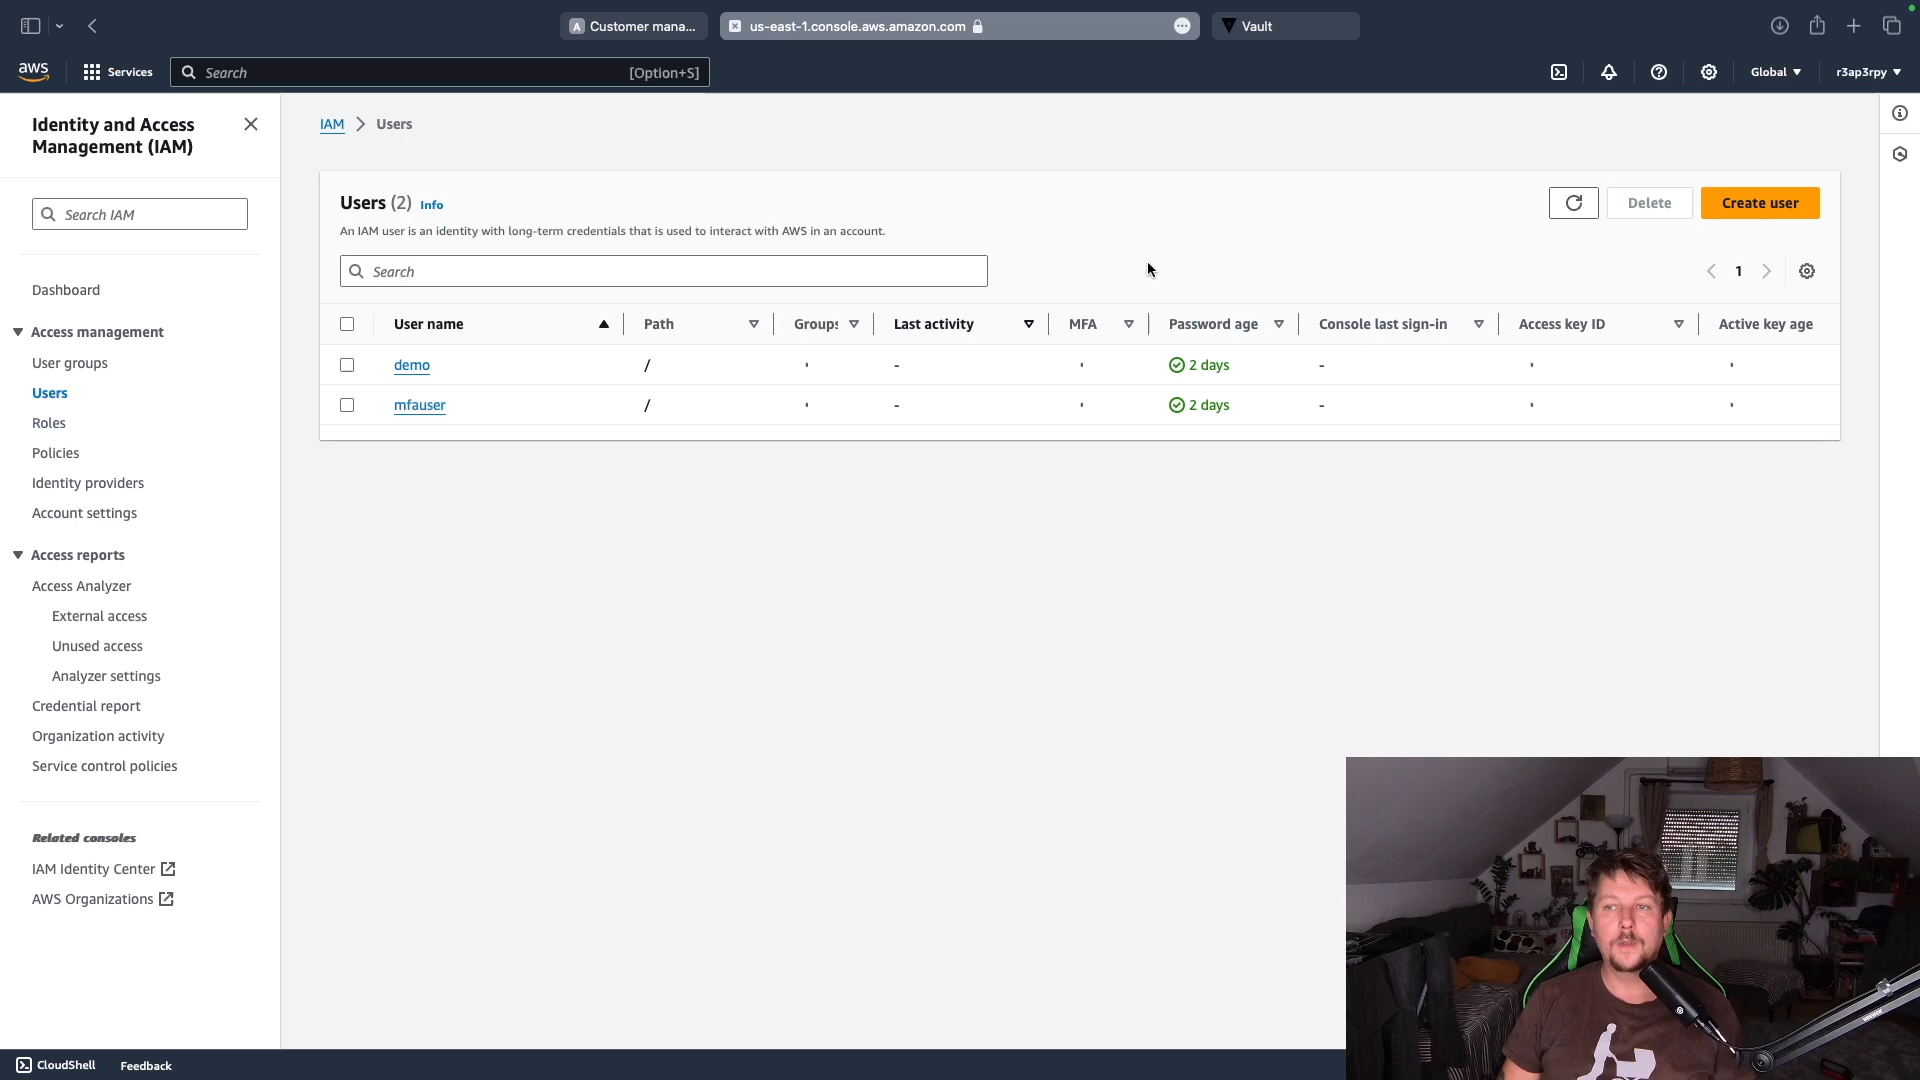 Customer mana...
us-east-1.console.aws.amazon.com
Vault
aws
Services
Search
[Option+S]
Global
r3ap3rpy
Identity and Access
Management (IAM)
Search IAM
Dashboard
Access management
User groups
Users
Roles
Policies
Identity providers
Account settings
Access reports
Access Analyzer
External access
Unused access
Analyzer settings
Credential report
Organization activity
Service control policies
Related consoles
IAM Identity Center
AWS Organizations
IAM > Users
Users (2) Info
Delete
Create user
An IAM user is an identity with long-term credentials that is used to interact with AWS in an account.
Search
1
User name Path Groups Last activity MFA Password age Console last sign-in Access key ID Active key age
demo / - - - 2 days - - -
mfauser / - - - 2 days - - -
CloudShell
Feedback